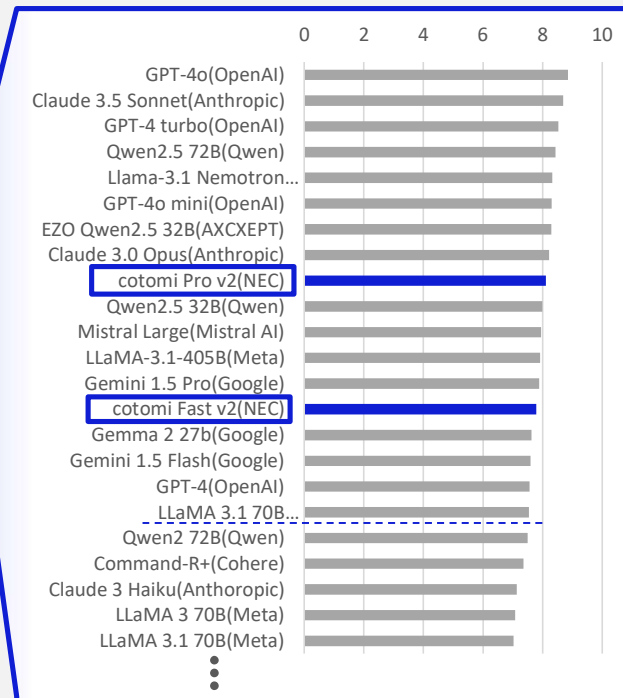 0 2 4 6 8 10
GPT-4o(OpenAI)
Claude 3.5 Sonnet(Anthropic)
GPT-4 turbo(OpenAI)
Qwen2.5 72B(Qwen)
Llama-3.1 Nemotron...
GPT-4o mini(OpenAI)
EZO Qwen2.5 32B(AXCXEPT)
Claude 3.0 Opus(Anthropic)
cotomi Pro v2(NEC)
Qwen2.5 32B(Qwen)
Mistral Large(Mistral AI)
LLaMA-3.1-405B(Meta)
Gemini 1.5 Pro(Google)
cotomi Fast v2(NEC)
Gemma 2 27b(Google)
Gemini 1.5 Flash(Google)
GPT-4(OpenAI)
LLaMA 3.1 70B...
Qwen2 72B(Qwen)
Command-R+(Cohere)
Claude 3 Haiku(Anthoropic)
LLaMA 3 70B(Meta)
LLaMA 3.1 70B(Meta)